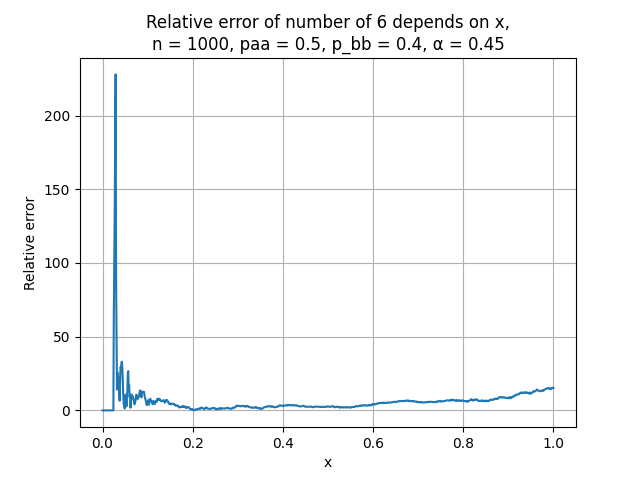 Relative error of number of 6 depends on x,
n = 1000, paa = 0.5, p_bb = 0.4, α = 0.45
Relative error
200
150
100
50
0
0.0 0.2 0.4 0.6 0.8 1.0
x